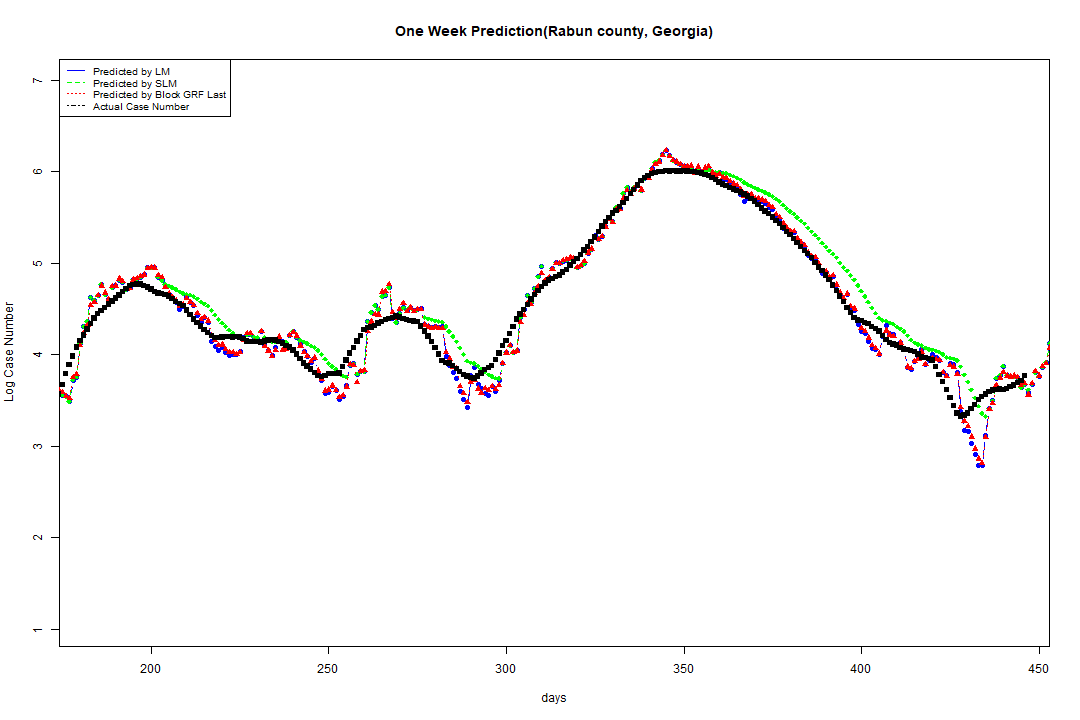 One Week Prediction(Rabun county, Georgia)
Predicted by LM
Predicted by SLM
Predicted by Block GRF Last
Actual Case Number
Log Case Number
7
6
5
4
3
2
1
200 250 300 350 400 450
days